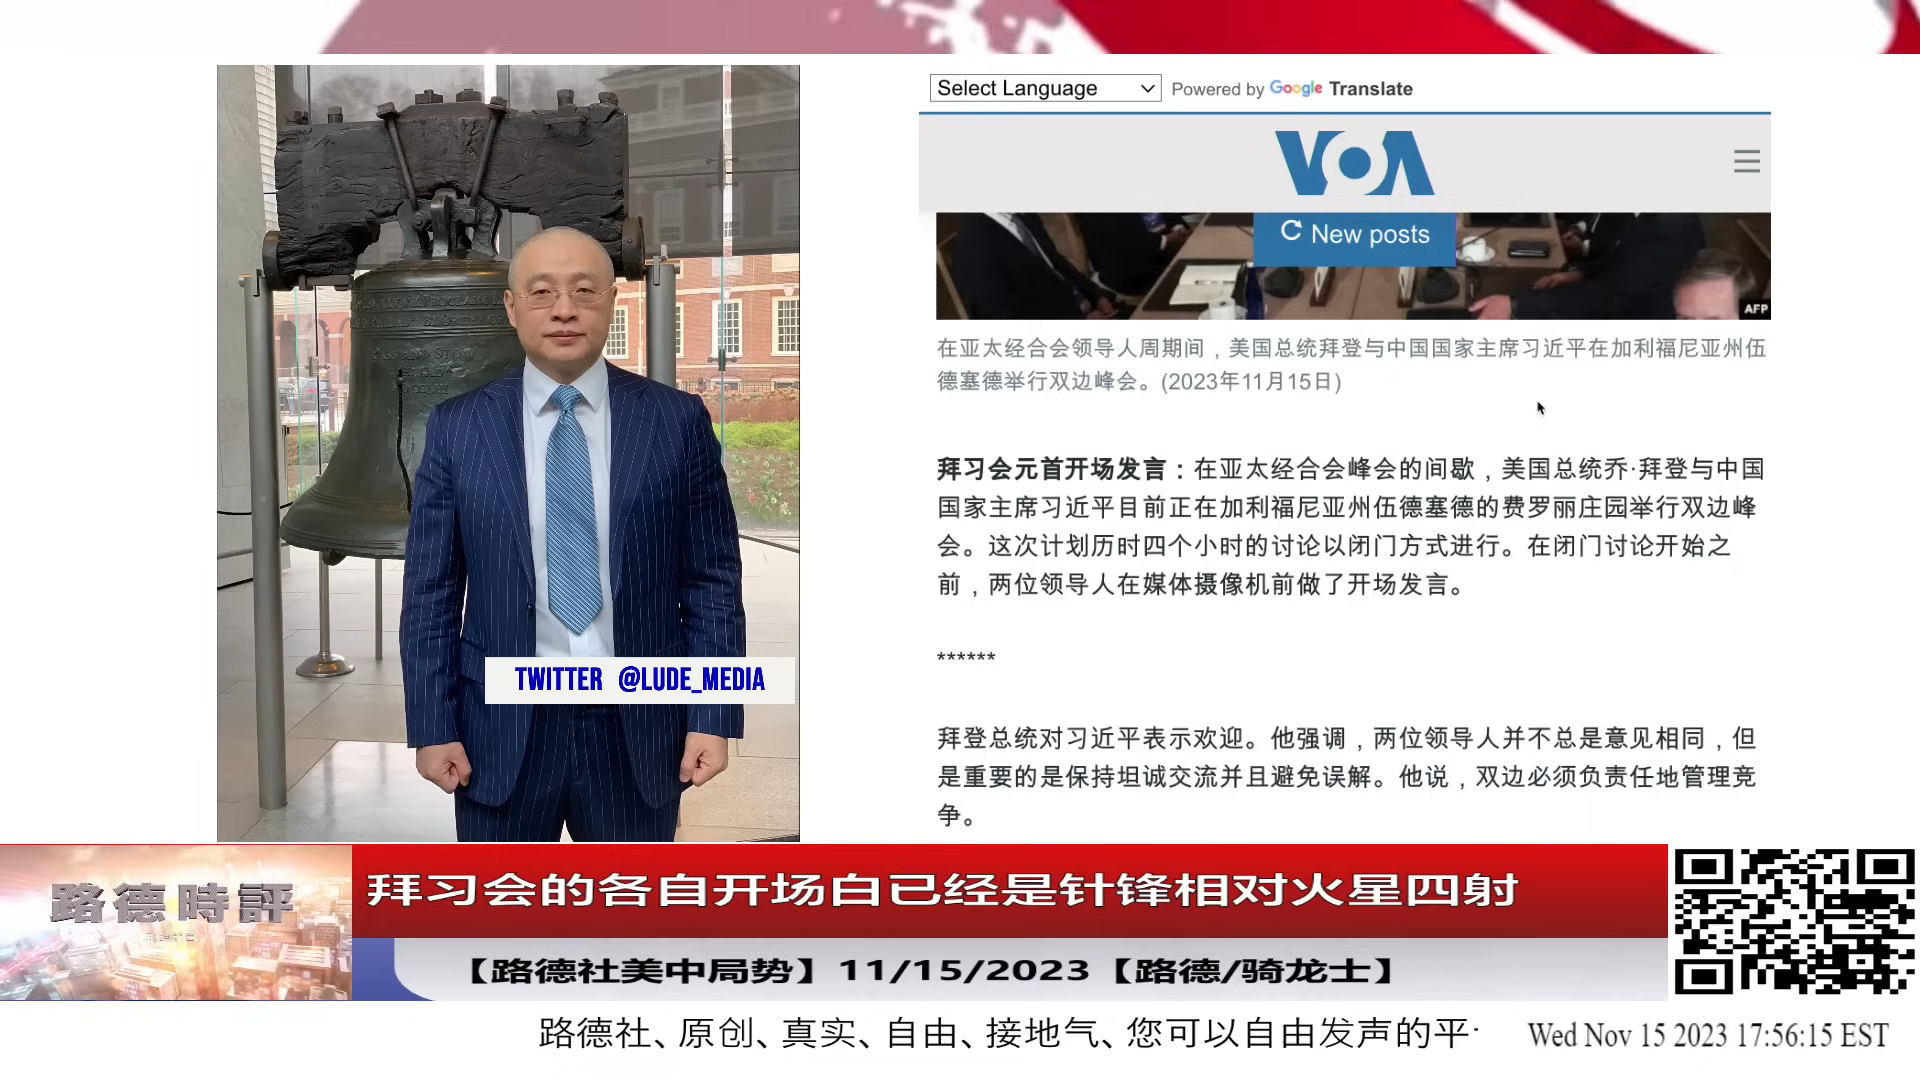 Select Language
Powered by Google Translate
VOA
New posts
AFP
在亚太经合会领导人周期间，美国总统拜登与中国国家主席习近平在加利福尼亚州伍
德塞德举行双边峰会。(2023年11月15日)
拜习会元首开场发言：在亚太经合会峰会的间歇，美国总统乔·拜登与中国
国家主席习近平目前正在加利福尼亚州伍德塞德的费罗丽庄园举行双边峰
会。这次计划历时四个小时的讨论以闭门方式进行。在闭门讨论开始之
前，两位领导人在媒体摄像机前做了开场发言。
******
拜登总统对习近平表示欢迎。他强调，两位领导人并不总是意见相同，但
是重要的是保持坦诚交流并且避免误解。他说，双边必须负责任地管理竞
争。
PASS AND STOW
TWITTER @LUDE_MEDIA
路德時評
拜习会的各自开场白已经是针锋相对火星四射
【路德社美中局势】11/15/2023【路德/骑龙士】
路德社、原创、真实、自由、接地气、您可以自由发声的平
Wed Nov 15 2023 17:56:15 EST